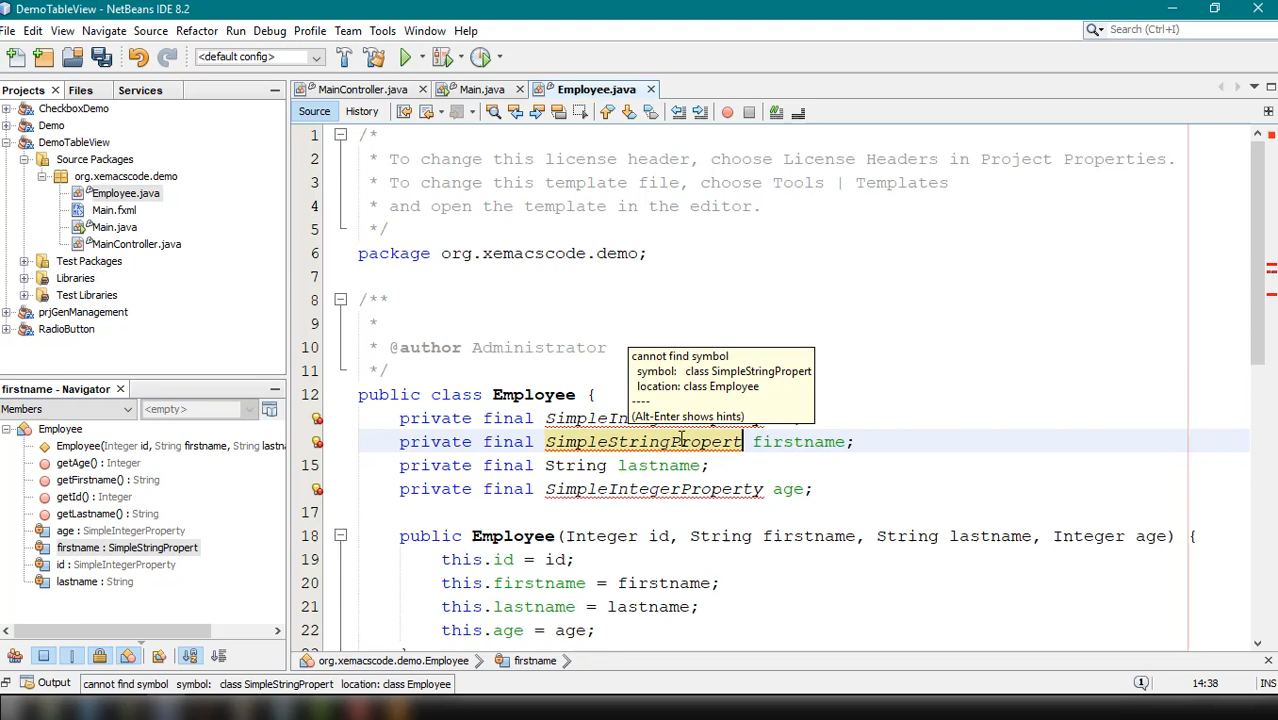 DemoTableView - NetBeans IDE 8.2
File Edit View Navigate Source Refactor Run Debug Profile Team Tools Window Help
Search (Ctrl+I)
<default config>
Projects Files Services
MainController.java Main.java Employee.java
Source History
CheckboxDemo
Demo
DemoTableView
Source Packages
org.xemacscode.demo
Employee.java
Main.fxml
Main.java
MainController.java
Test Packages
Libraries
Test Libraries
prjGenManagement
RadioButton
firstname - Navigator
Members <empty>
Employee
Employee(Integer id, String firstname, String lastna
getAge() : Integer
getFirstname() : String
getId() : Integer
getLastname() : String
age : SimpleIntegerProperty
firstname : SimpleStringPropert
id : SimpleIntegerProperty
lastname : String
1 /*
2 * To change this license header, choose License Headers in Project Properties.
3 * To change this template file, choose Tools | Templates
4 * and open the template in the editor.
5 */
6 package org.xemacscode.demo;
7
8 /**
9 *
10 * @author Administrator
11 */
12 public class Employee {
private final SimpleIn
private final SimpleStringPropert firstname;
15 private final String lastname;
private final SimpleIntegerProperty age;
17
18 public Employee(Integer id, String firstname, String lastname, Integer age) {
19 this.id = id;
20 this.firstname = firstname;
21 this.lastname = lastname;
22 this.age = age;
cannot find symbol
symbol: class SimpleStringPropert
location: class Employee
----
(Alt-Enter shows hints)
org.xemacscode.demo.Employee firstname
Output cannot find symbol symbol: class SimpleStringPropert location: class Employee 1 14:38 INS